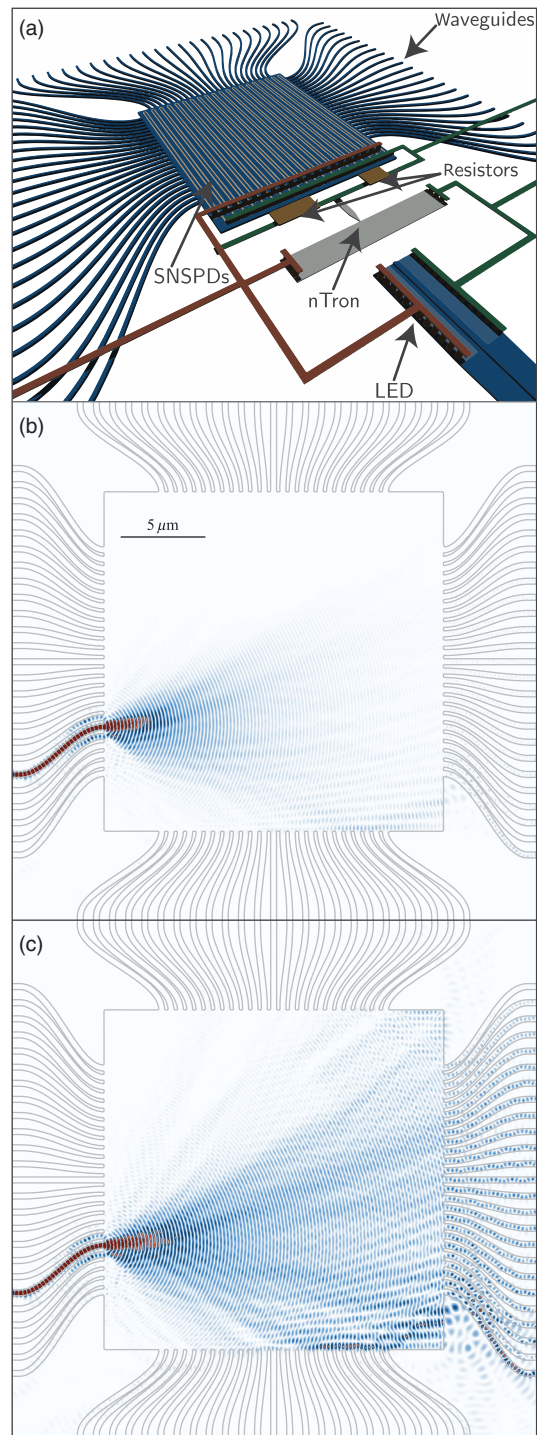 (a)
Waveguides
Resistors
SNSPDs
nTron
LED
(b)
5 μm
(c)